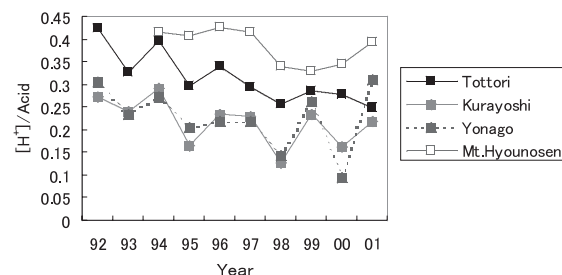 0.45
0.4
0.35
0.3
0.25
0.2
0.15
0.1
0.05
0
[H+]/Acid
92 93 94 95 96 97 98 99 00 01
Year
Tottori
Kurayoshi
Yonago
Mt.Hyounosen